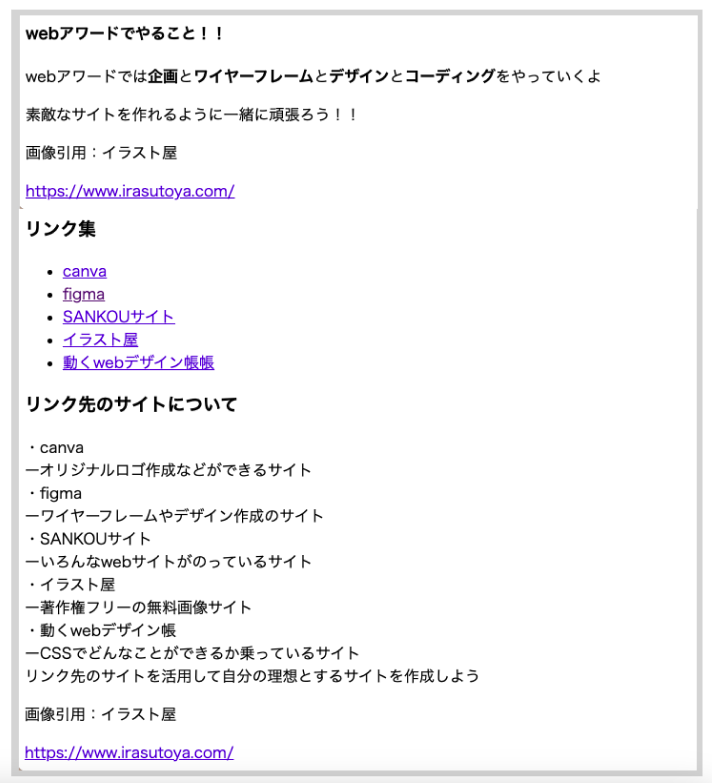 webアワードでやること！！
webアワードでは企画とワイヤーフレームとデザインとコーディングをやっていくよ
素敵なサイトを作れるように一緒に頑張ろう！！
画像引用：イラスト屋
https://www.irasutoya.com/
リンク集
• canva
• figma
• SANKOUサイト
• イラスト屋
• 動くwebデザイン帳帳
リンク先のサイトについて
・canva
ーオリジナルロゴ作成などができるサイト
・figma
ーワイヤーフレームやデザイン作成のサイト
・SANKOUサイト
ーいろんなwebサイトがのっているサイト
・イラスト屋
ー著作権フリーの無料画像サイト
・動くwebデザイン帳
ーCSSでどんなことができるか乗っているサイト
リンク先のサイトを活用して自分の理想とするサイトを作成しよう
画像引用：イラスト屋
https://www.irasutoya.com/